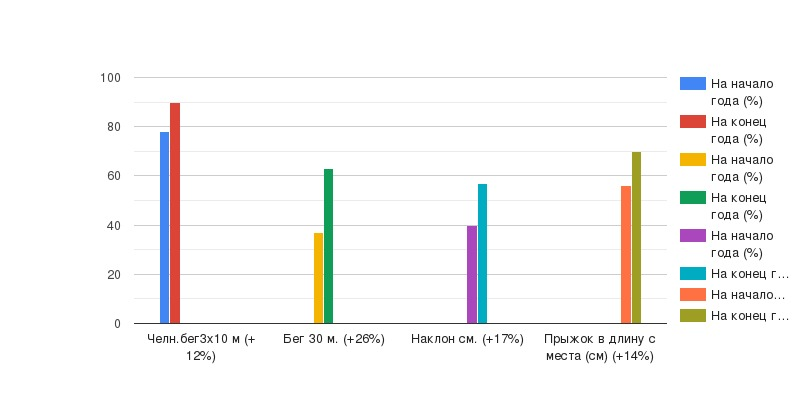 100
80
60
40
20
0
Челн.бег3х10 м (+
12%)
Бег 30 м. (+26%)
Наклон см. (+17%)
Прыжок в длину с
места (см) (+14%)
На начало
года (%)
На конец
года (%)
На начало
года (%)
На конец
года (%)
На начало
года (%)
На конец г…
На начало…
На конец г…